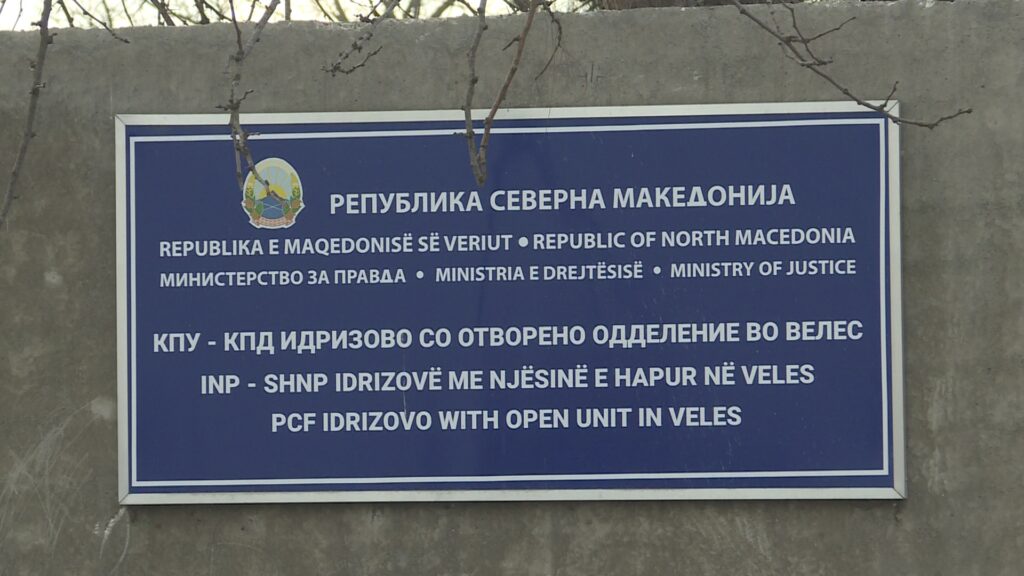 РЕПУБЛИКА СЕВЕРНА МАКЕДОНИЈА
REPUBLIKA E MAQEDONISË SË VERIUT • REPUBLIC OF NORTH MACEDONIA
МИНИСТЕРСТВО ЗА ПРАВДА • MINISTRIA E DREJTËSISË • MINISTRY OF JUSTICE
КПУ - КПД ИДРИЗОВО СО ОТВОРЕНО ОДДЕЛЕНИЕ ВО ВЕЛЕС
INP - SHNP IDRIZOVË ME NJËSINË E HAPUR NË VELES
PCF IDRIZOVO WITH OPEN UNIT IN VELES